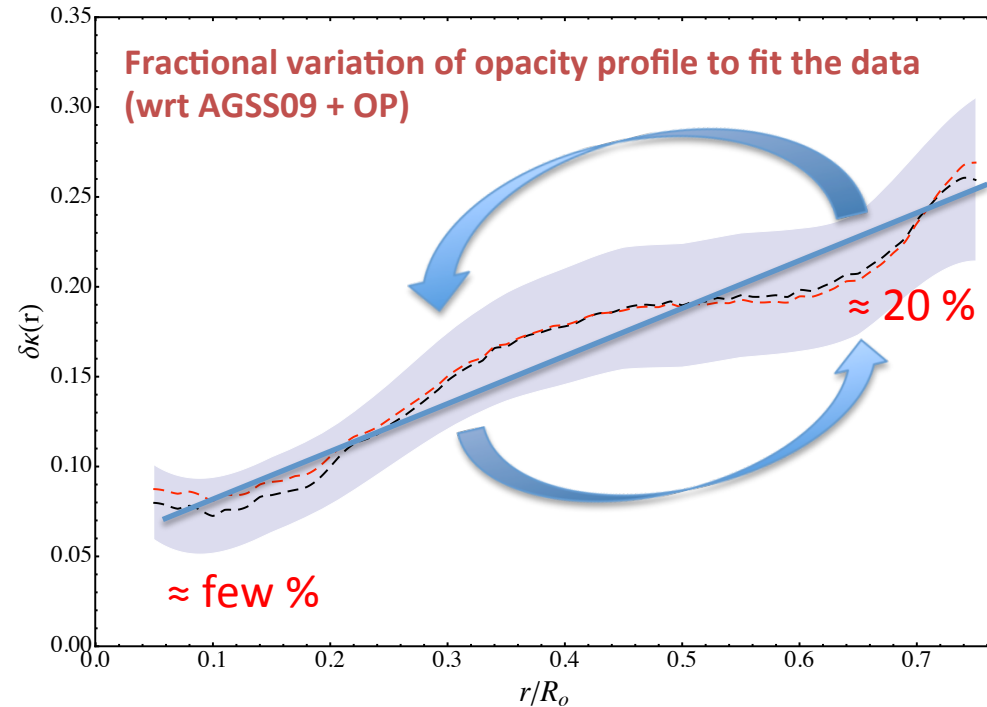 Fractional variation of opacity profile to fit the data
(wrt AGSS09 + OP)
0.35
0.30
0.25
0.20
0.15
0.10
0.05
0.00
δκ(r)
≈ 20 %
≈ few %
0.0 0.1 0.2 0.3 0.4 0.5 0.6 0.7
r/Ro